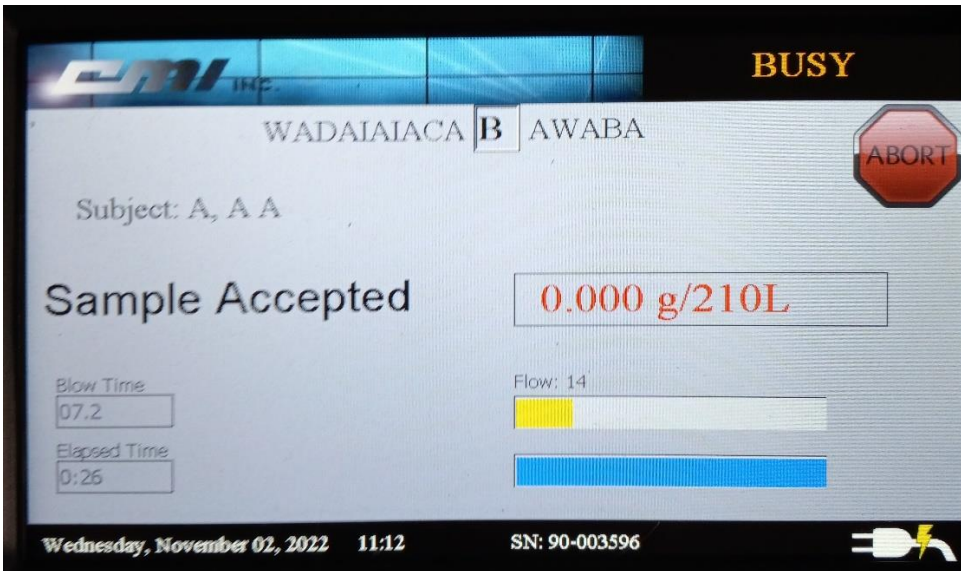 CMI INC.
BUSY
WADAIAIACA B AWABA
ABORT
Subject: A, A A
Sample Accepted
0.000 g/210L
Blow Time
07.2
Flow: 14
Elapsed Time
0:26
Wednesday, November 02, 2022 11:12 SN: 90-003596